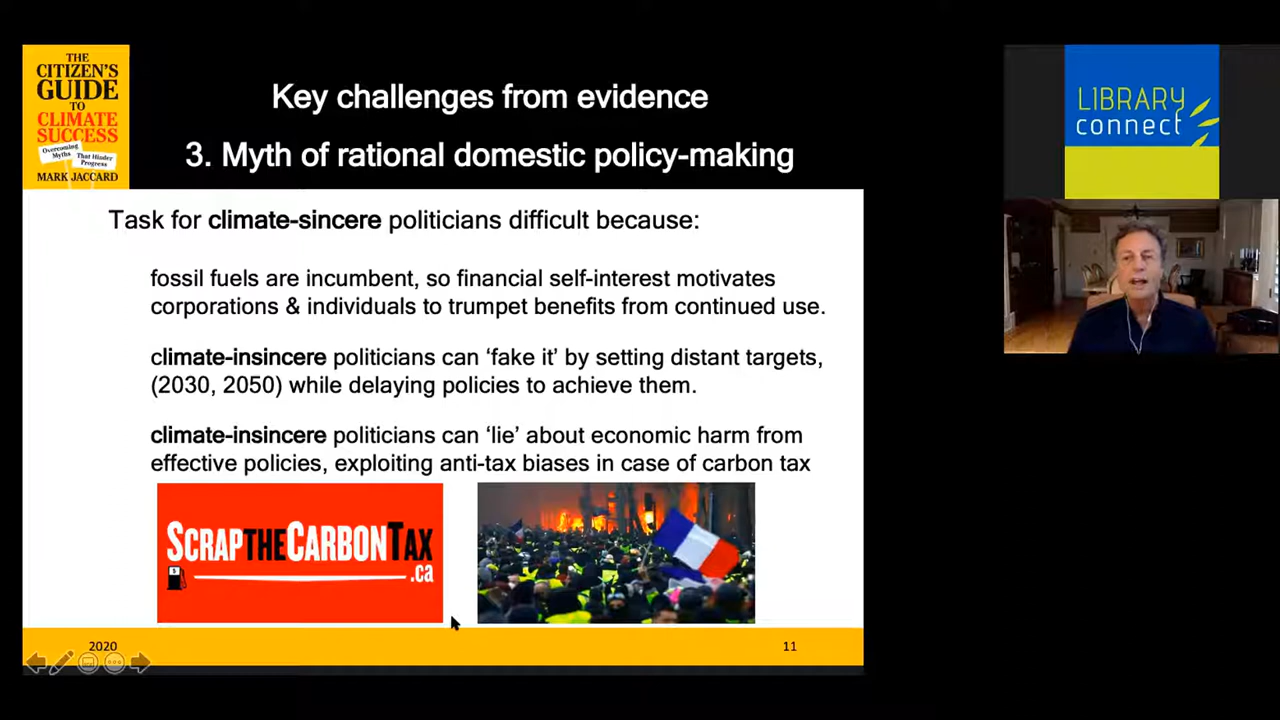 THE
CITIZEN'S
GUIDE
TO
CLIMATE
SUCCESS
Overcoming
Myths
That Hinder
Progress
MARK JACCARD
Key challenges from evidence
3. Myth of rational domestic policy-making
LIBRARY
connect
Task for climate-sincere politicians difficult because:
fossil fuels are incumbent, so financial self-interest motivates
corporations & individuals to trumpet benefits from continued use.
climate-insincere politicians can ‘fake it’ by setting distant targets,
(2030, 2050) while delaying policies to achieve them.
climate-insincere politicians can ‘lie’ about economic harm from
effective policies, exploiting anti-tax biases in case of carbon tax
SCRAPTHECARBONTAX
.ca
$
2020
11